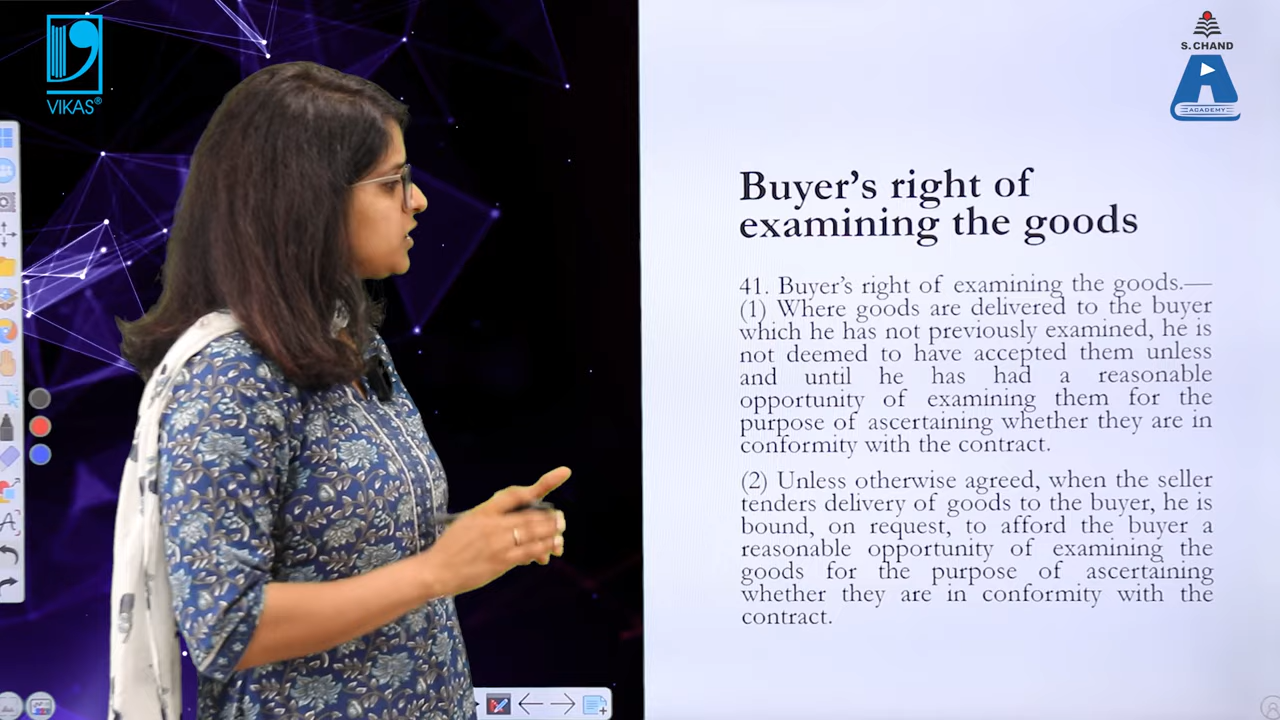 VIKAS®
S. CHAND
ACADEMY
Buyer’s right of
examining the goods
41. Buyer’s right of examining the goods.—
(1) Where goods are delivered to the buyer
which he has not previously examined, he is
not deemed to have accepted them unless
and until he has had a reasonable
opportunity of examining them for the
purpose of ascertaining whether they are in
conformity with the contract.
(2) Unless otherwise agreed, when the seller
tenders delivery of goods to the buyer, he is
bound, on request, to afford the buyer a
reasonable opportunity of examining the
goods for the purpose of ascertaining
whether they are in conformity with the
contract.